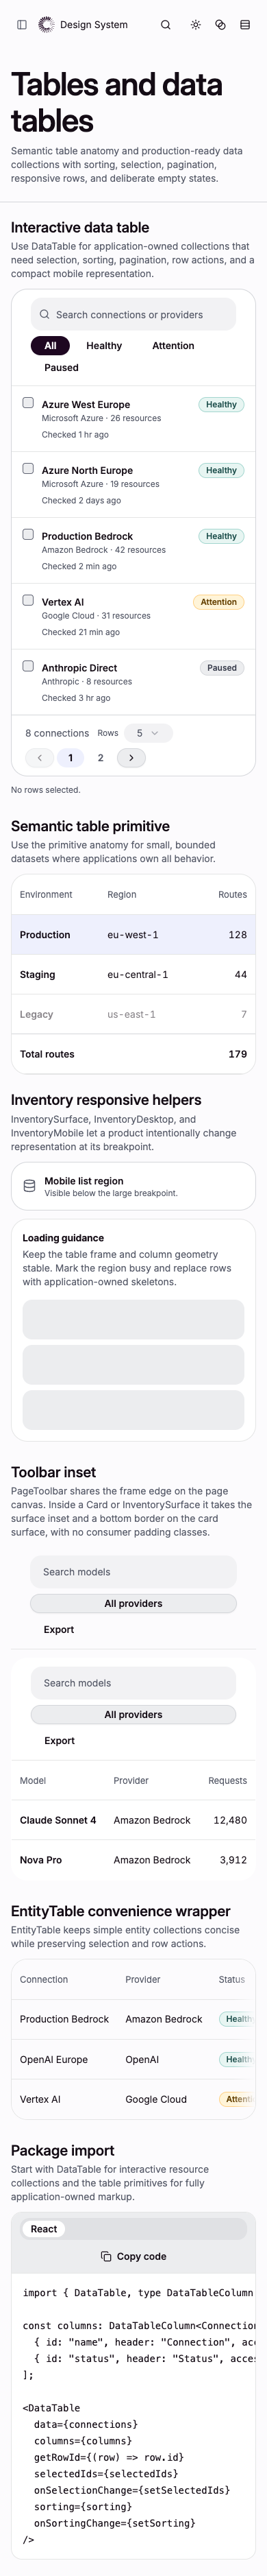 Design System
Tables and data
tables
Semantic table anatomy and production-ready data
collections with sorting, selection, pagination,
responsive rows, and deliberate empty states.
Interactive data table
Use DataTable for application-owned collections that
need selection, sorting, pagination, row actions, and a
compact mobile representation.
Search connections or providers
All Healthy Attention
Paused
Azure West Europe Healthy
Microsoft Azure · 26 resources
Checked 1 hr ago
Azure North Europe Healthy
Microsoft Azure · 19 resources
Checked 2 days ago
Production Bedrock Healthy
Amazon Bedrock · 42 resources
Checked 2 min ago
Vertex AI Attention
Google Cloud · 31 resources
Checked 21 min ago
Anthropic Direct Paused
Anthropic · 8 resources
Checked 3 hr ago
8 connections Rows 5
1 2
No rows selected.
Semantic table primitive
Use the primitive anatomy for small, bounded
datasets where applications own all behavior.
Environment Region Routes
Production eu-west-1 128
Staging eu-central-1 44
Legacy us-east-1 7
Total routes 179
Inventory responsive helpers
InventorySurface, InventoryDesktop, and
InventoryMobile let a product intentionally change
representation at its breakpoint.
Mobile list region
Visible below the large breakpoint.
Loading guidance
Keep the table frame and column geometry
stable. Mark the region busy and replace rows
with application-owned skeletons.
Toolbar inset
PageToolbar shares the frame edge on the page
canvas. Inside a Card or InventorySurface it takes the
surface inset and a bottom border on the card
surface, with no consumer padding classes.
Search models
All providers
Export
Search models
All providers
Export
Model Provider Requests
Claude Sonnet 4 Amazon Bedrock 12,480
Nova Pro Amazon Bedrock 3,912
EntityTable convenience wrapper
EntityTable keeps simple entity collections concise
while preserving selection and row actions.
Connection Provider Status
Production Bedrock Amazon Bedrock Health
OpenAI Europe OpenAI Health
Vertex AI Google Cloud Attent
Package import
Start with DataTable for interactive resource
collections and the table primitives for fully
application-owned markup.
React
Copy code
import { DataTable, type DataTableColumn
const columns: DataTableColumn<Connection
{ id: "name", header: "Connection", acc
{ id: "status", header: "Status", acces
];
<DataTable
data={connections}
columns={columns}
getRowId={(row) => row.id}
selectedIds={selectedIds}
onSelectionChange={setSelectedIds}
sorting={sorting}
onSortingChange={setSorting}
/>